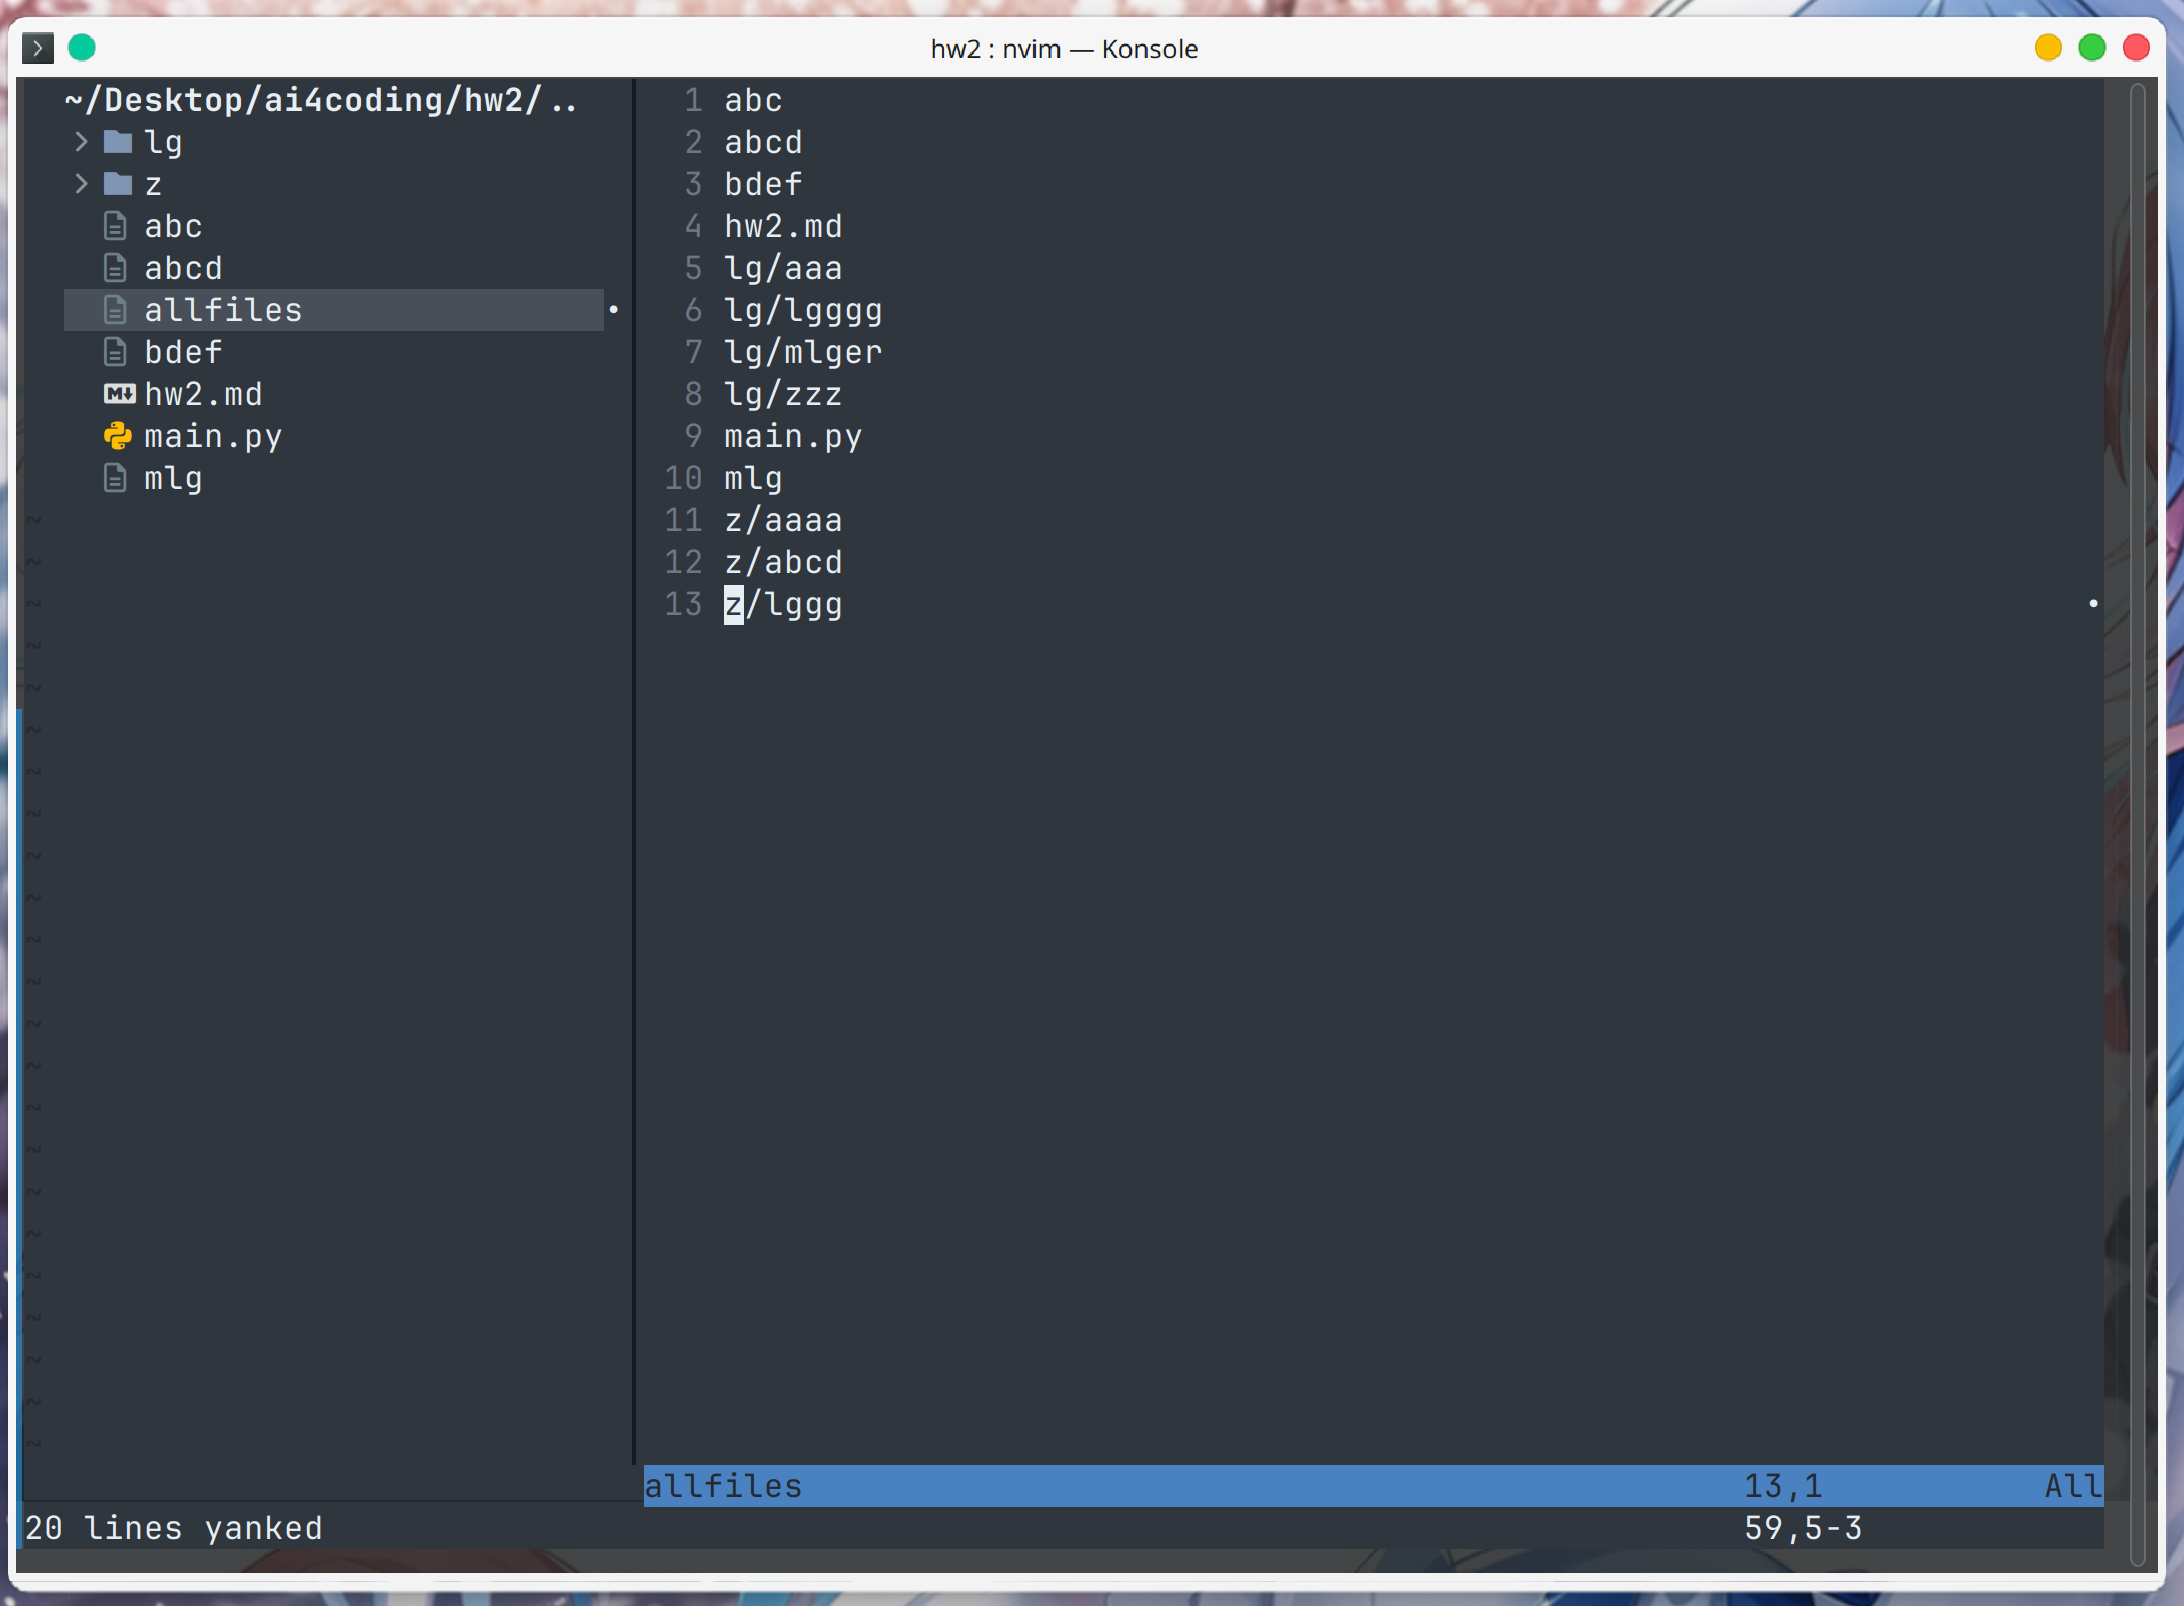 hw2 : nvim — Konsole
~/Desktop/ai4coding/hw2/..
lg
z
abc
abcd
allfiles
bdef
hw2.md
main.py
mlg
1 abc
2 abcd
3 bdef
4 hw2.md
5 lg/aaa
6 lg/lgggg
7 lg/mlger
8 lg/zzz
9 main.py
10 mlg
11 z/aaaa
12 z/abcd
13 z/lggg
allfiles 13,1 All
20 lines yanked 59,5-3